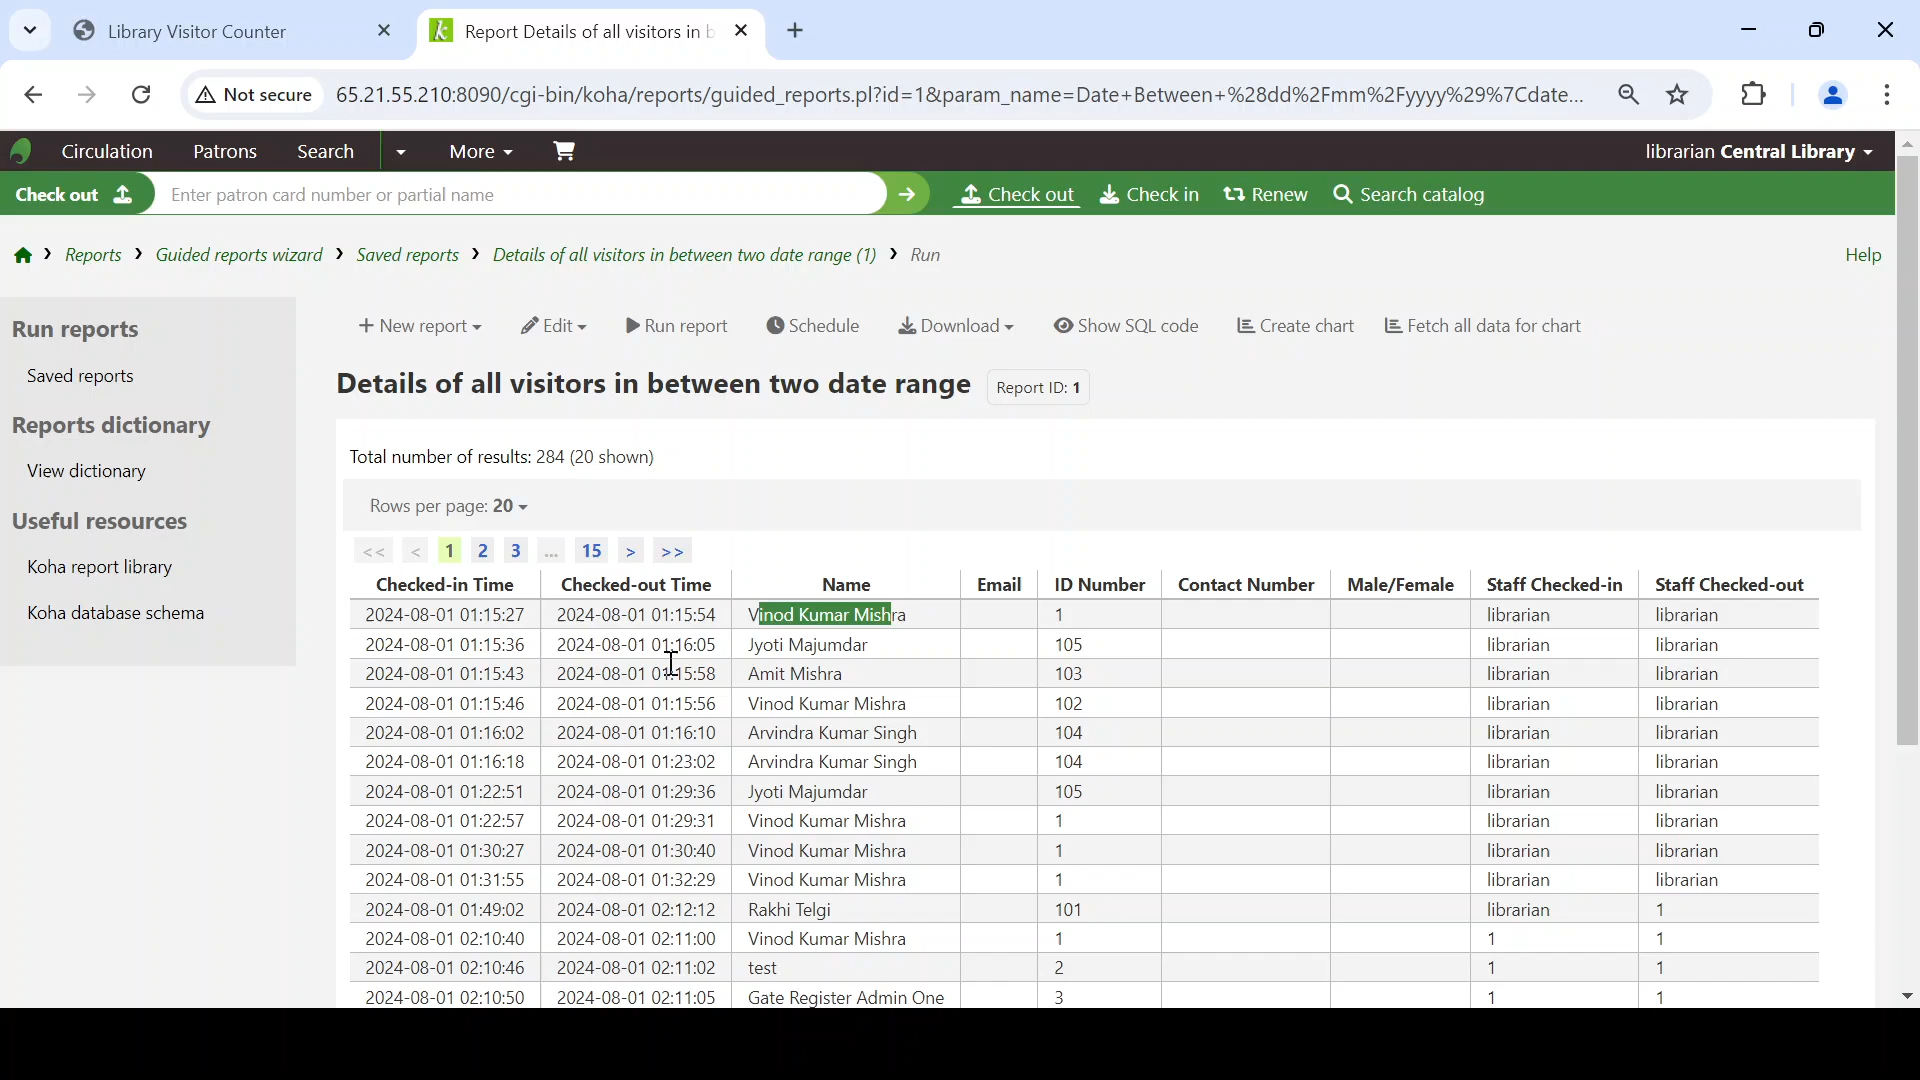 Library Visitor Counter
Report Details of all visitors in b
Not secure 65.21.55.210:8090/cgi-bin/koha/reports/guided_reports.pl?id=1&param_name=Date+Between+%28dd%2Fmm%2Fyyyy%29%7Cdate...
Circulation Patrons Search More librarian Central Library
Check out Enter patron card number or partial name Check out Check in Renew Search catalog
Reports Guided reports wizard Saved reports Details of all visitors in between two date range (1) Run Help
Run reports
Saved reports
Reports dictionary
View dictionary
Useful resources
Koha report library
Koha database schema
+ New report Edit Run report Schedule Download Show SQL code Create chart Fetch all data for chart
Details of all visitors in between two date range Report ID: 1
Total number of results: 284 (20 shown)
Rows per page: 20
<< < 1 2 3 ... 15 > >>
Checked-in Time Checked-out Time Name Email ID Number Contact Number Male/Female Staff Checked-in Staff Checked-out
2024-08-01 01:15:27 2024-08-01 01:15:54 Vinod Kumar Mishra 1 librarian librarian
2024-08-01 01:15:36 2024-08-01 01:16:05 Jyoti Majumdar 105 librarian librarian
2024-08-01 01:15:43 2024-08-01 01:15:58 Amit Mishra 103 librarian librarian
2024-08-01 01:15:46 2024-08-01 01:15:56 Vinod Kumar Mishra 102 librarian librarian
2024-08-01 01:16:02 2024-08-01 01:16:10 Arvindra Kumar Singh 104 librarian librarian
2024-08-01 01:16:18 2024-08-01 01:23:02 Arvindra Kumar Singh 104 librarian librarian
2024-08-01 01:22:51 2024-08-01 01:29:36 Jyoti Majumdar 105 librarian librarian
2024-08-01 01:22:57 2024-08-01 01:29:31 Vinod Kumar Mishra 1 librarian librarian
2024-08-01 01:30:27 2024-08-01 01:30:40 Vinod Kumar Mishra 1 librarian librarian
2024-08-01 01:31:55 2024-08-01 01:32:29 Vinod Kumar Mishra 1 librarian librarian
2024-08-01 01:49:02 2024-08-01 02:12:12 Rakhi Telgi 101 librarian 1
2024-08-01 02:10:40 2024-08-01 02:11:00 Vinod Kumar Mishra 1 1 1
2024-08-01 02:10:46 2024-08-01 02:11:02 test 2 1 1
2024-08-01 02:10:50 2024-08-01 02:11:05 Gate Register Admin One 3 1 1